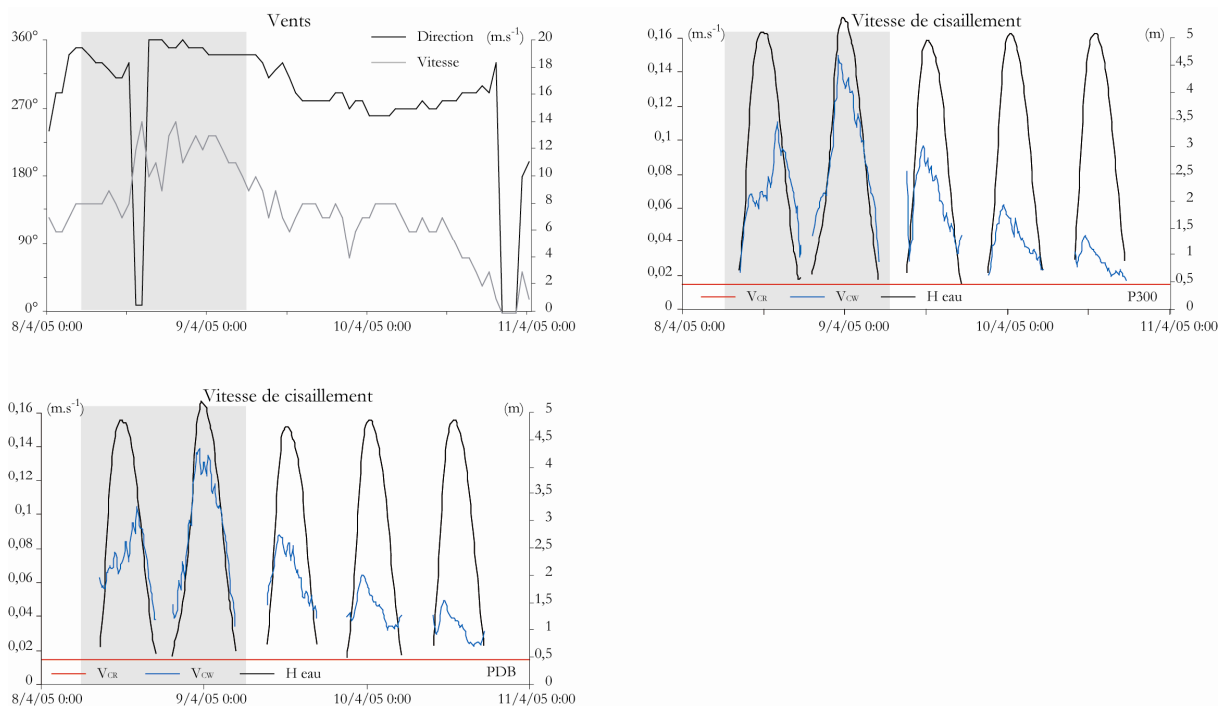 Vents
360° Direction (m.s⁻¹) 20
Vitesse 18
16
270° 14
12
180° 10
8
90° 6
4
2
0° 0
8/4/05 0:00 9/4/05 0:00 10/4/05 0:00 11/4/05 0:00
Vitesse de cisaillement
0,16 (m.s⁻¹) (m) 5
0,14 4,5
4
0,12 3,5
0,1 3
0,08 2,5
0,06 2
1,5
0,04 1
0,02 0,5
V_CR V_CW H eau P300
0 0
8/4/05 0:00 9/4/05 0:00 10/4/05 0:00 11/4/05 0:00
Vitesse de cisaillement
0,16 (m.s⁻¹) (m) 5
0,14 4,5
4
0,12 3,5
0,1 3
0,08 2,5
0,06 2
1,5
0,04 1
0,02 0,5
V_CR V_CW H eau PDB
0 0
8/4/05 0:00 9/4/05 0:00 10/4/05 0:00 11/4/05 0:00